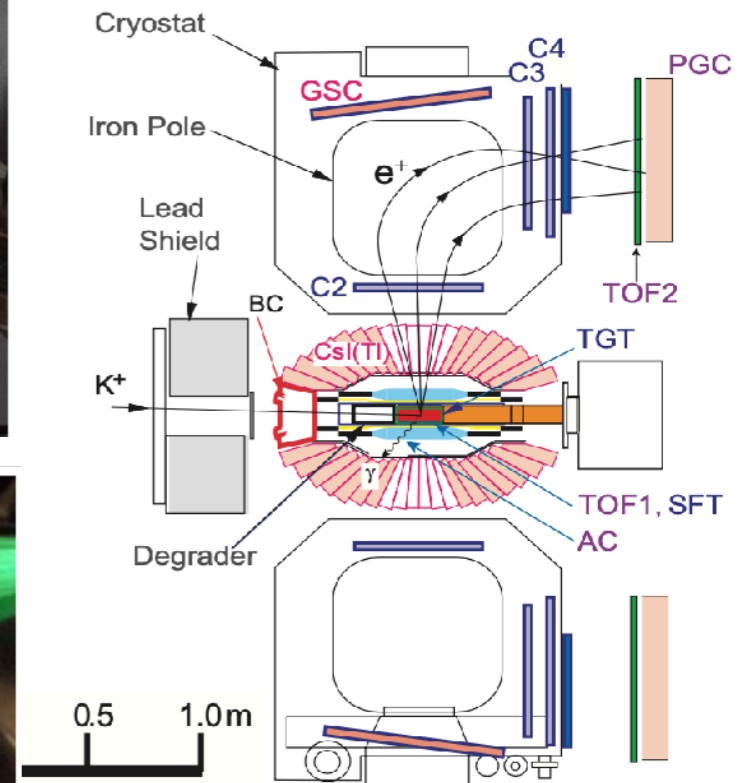 Cryostat
C4
C3
PGC
GSC
Iron Pole
e+
Lead
Shield
C2
TOF2
BC
CsI(Tl)
TGT
K+
γ
TOF1, SFT
AC
Degrader
0.5
1.0 m